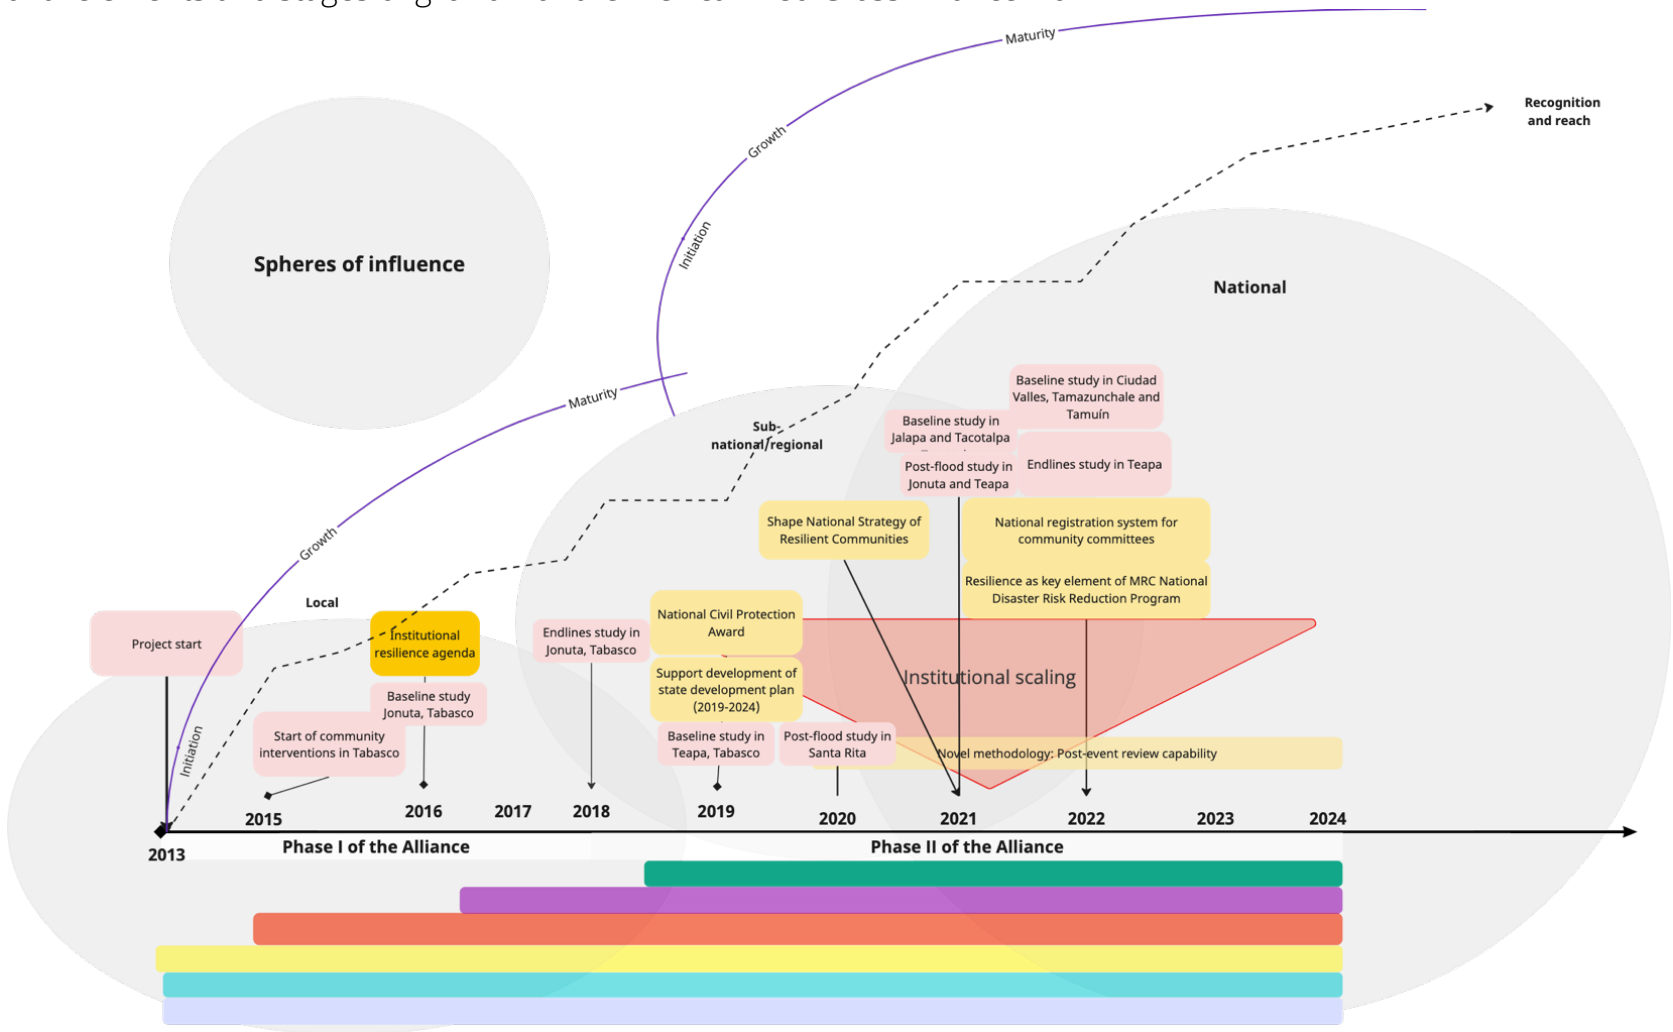 Maturity
Recognition
and reach
Growth
Initiation
Spheres of influence
National
Maturity
Baseline study in Ciudad
Valles, Tamazunchale and
Tamuín
Sub-
national/regional
Baseline study in
Jalapa and Tacotalpa
Post-flood study in
Jonuta and Teapa
Endlines study in Teapa
Growth
Shape National Strategy of
Resilient Communities
National registration system for
community committees
Resilience as key element of MRC National
Disaster Risk Reduction Program
Local
Project start
Institutional
resilience agenda
Endlines study in
Jonuta, Tabasco
National Civil Protection
Award
Support development of
state development plan
(2019-2024)
Institutional scaling
Baseline study
Jonuta, Tabasco
Initiation
Start of community
interventions in Tabasco
Baseline study in
Teapa, Tabasco
Post-flood study in
Santa Rita
Novel methodology: Post-event review capability
2013
2015
2016
2017
2018
2019
2020
2021
2022
2023
2024
Phase I of the Alliance
Phase II of the Alliance